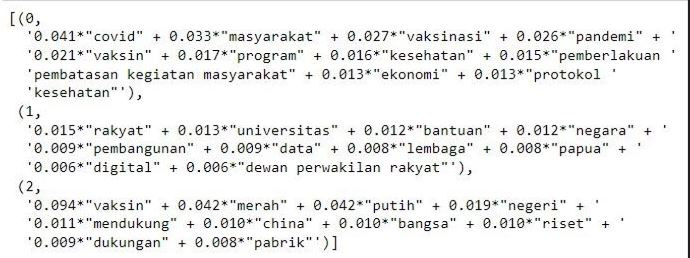 [(0,
'0.041*"covid" + 0.033*"masyarakat" + 0.027*"vaksinasi" + 0.026*"pandemi" + '
'0.021*"vaksin" + 0.017*"program" + 0.016*"kesehatan" + 0.015*"pemberlakuan '
'pembatasan kegiatan masyarakat" + 0.013*"ekonomi" + 0.013*"protokol '
'kesehatan"'),
(1,
'0.015*"rakyat" + 0.013*"universitas" + 0.012*"bantuan" + 0.012*"negara" + '
'0.009*"pembangunan" + 0.009*"data" + 0.008*"lembaga" + 0.008*"papua" + '
'0.006*"digital" + 0.006*"dewan perwakilan rakyat"'),
(2,
'0.094*"vaksin" + 0.042*"merah" + 0.042*"putih" + 0.019*"negeri" + '
'0.011*"mendukung" + 0.010*"china" + 0.010*"bangsa" + 0.010*"riset" + '
'0.009*"dukungan" + 0.008*"pabrik"')]